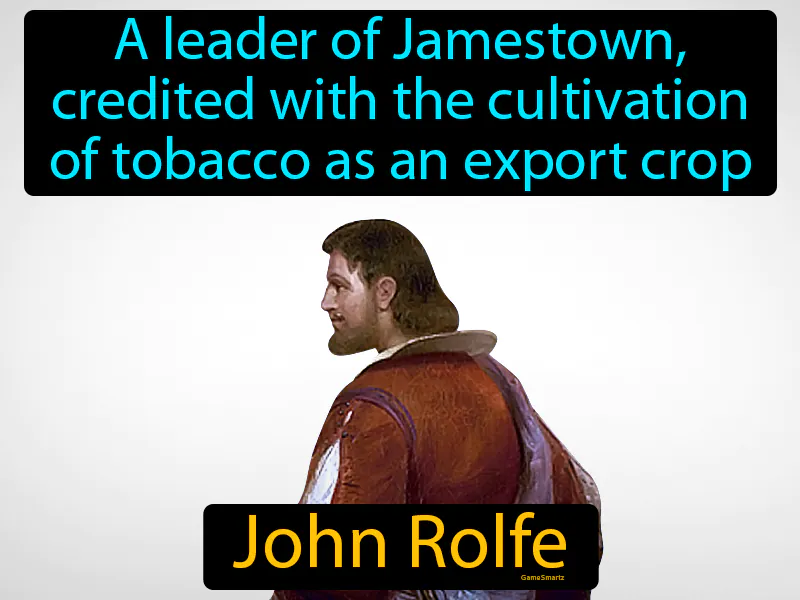 A leader of Jamestown,
credited with the cultivation
of tobacco as an export crop
John Rolfe
GameSmartz